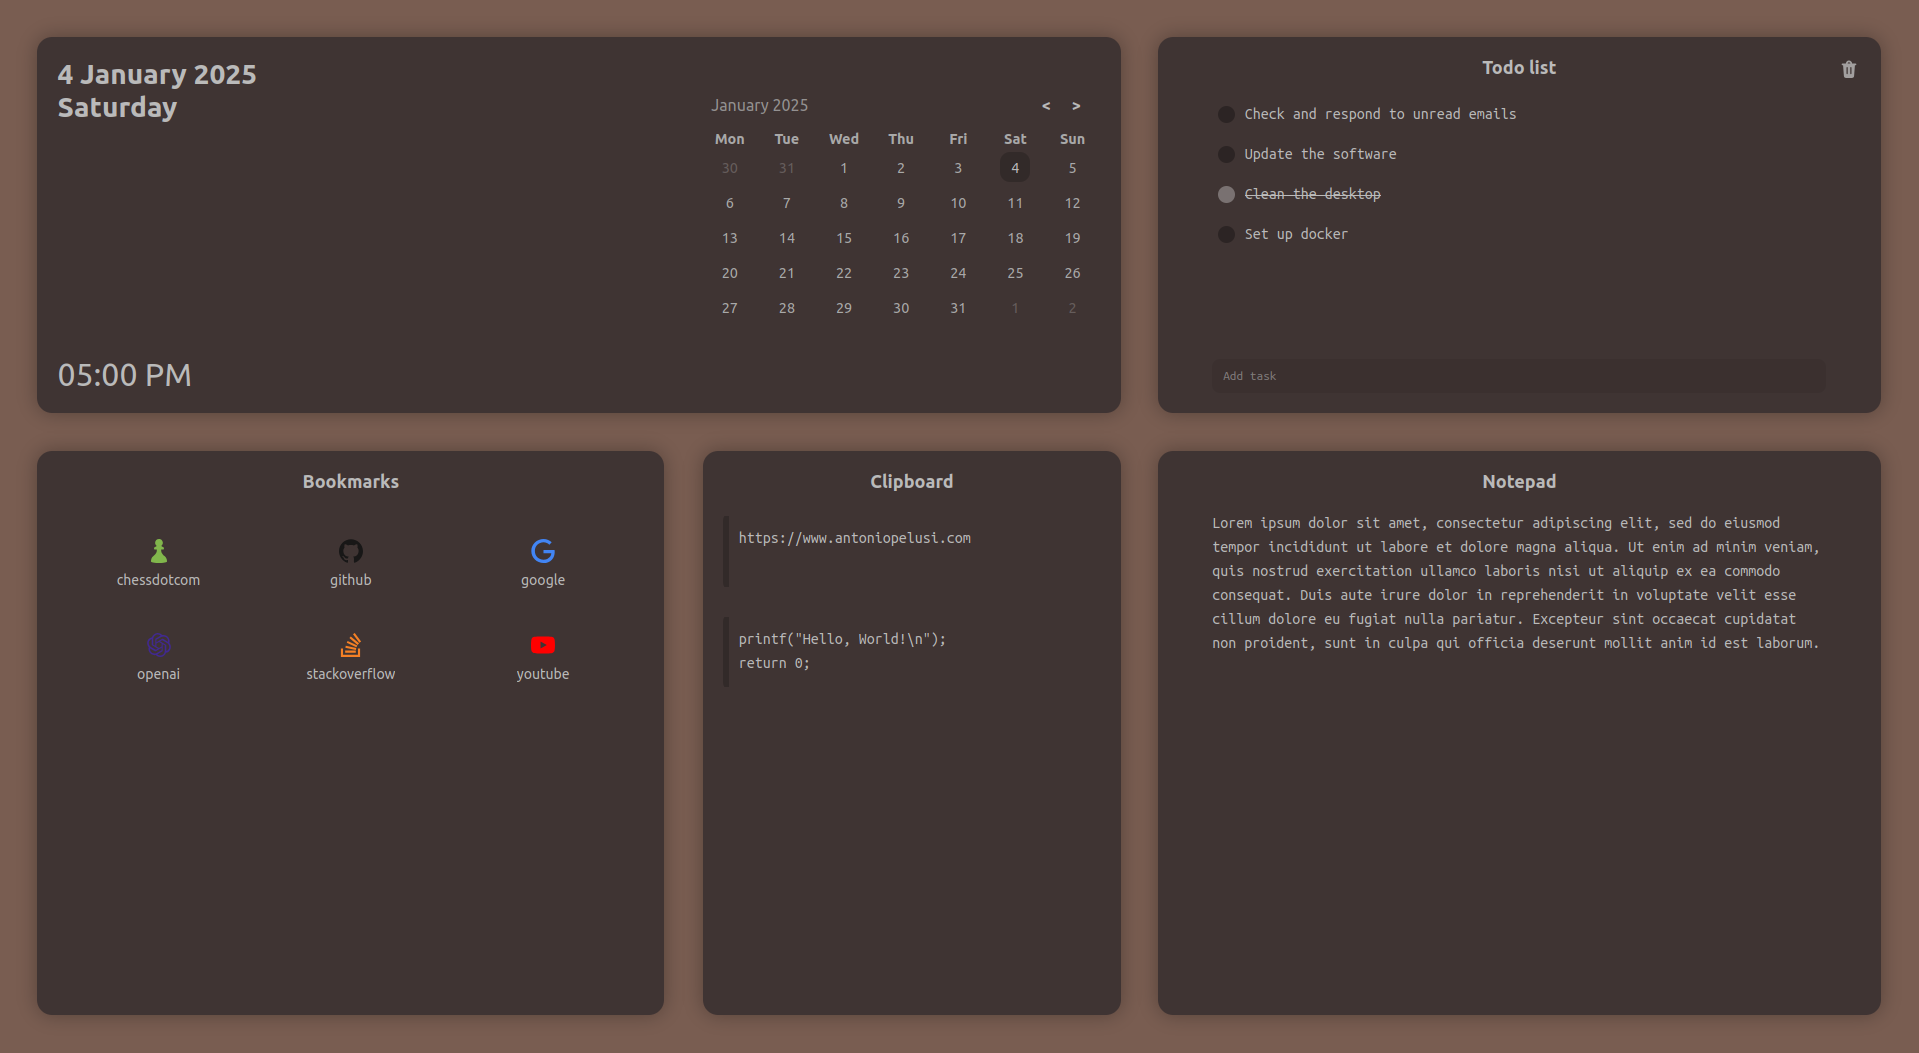 4 January 2025
Saturday
05:00 PM
January 2025 < >
Mon Tue Wed Thu Fri Sat Sun
30 31 1 2 3 4 5
6 7 8 9 10 11 12
13 14 15 16 17 18 19
20 21 22 23 24 25 26
27 28 29 30 31 1 2
Todo list
Check and respond to unread emails
Update the software
Clean the desktop
Set up docker
Add task
Bookmarks
chessdotcom github google
openai stackoverflow youtube
Clipboard
https://www.antoniopelusi.com
printf("Hello, World!\n");
return 0;
Notepad
Lorem ipsum dolor sit amet, consectetur adipiscing elit, sed do eiusmod
tempor incididunt ut labore et dolore magna aliqua. Ut enim ad minim veniam,
quis nostrud exercitation ullamco laboris nisi ut aliquip ex ea commodo
consequat. Duis aute irure dolor in reprehenderit in voluptate velit esse
cillum dolore eu fugiat nulla pariatur. Excepteur sint occaecat cupidatat
non proident, sunt in culpa qui officia deserunt mollit anim id est laborum.